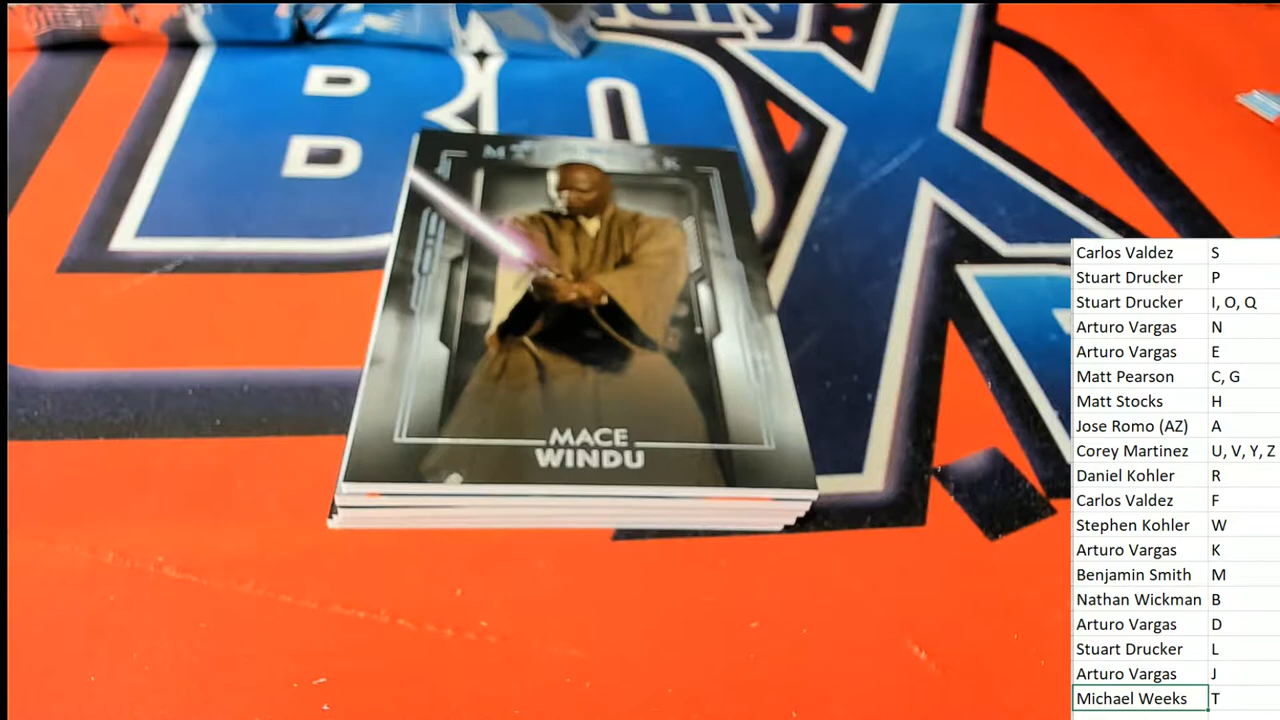 BOX
MACE
WINDU
Carlos Valdez S
Stuart Drucker P
Stuart Drucker I, O, Q
Arturo Vargas N
Arturo Vargas E
Matt Pearson C, G
Matt Stocks H
Jose Romo (AZ) A
Corey Martinez U, V, Y, Z
Daniel Kohler R
Carlos Valdez F
Stephen Kohler W
Arturo Vargas K
Benjamin Smith M
Nathan Wickman B
Arturo Vargas D
Stuart Drucker L
Arturo Vargas J
Michael Weeks T